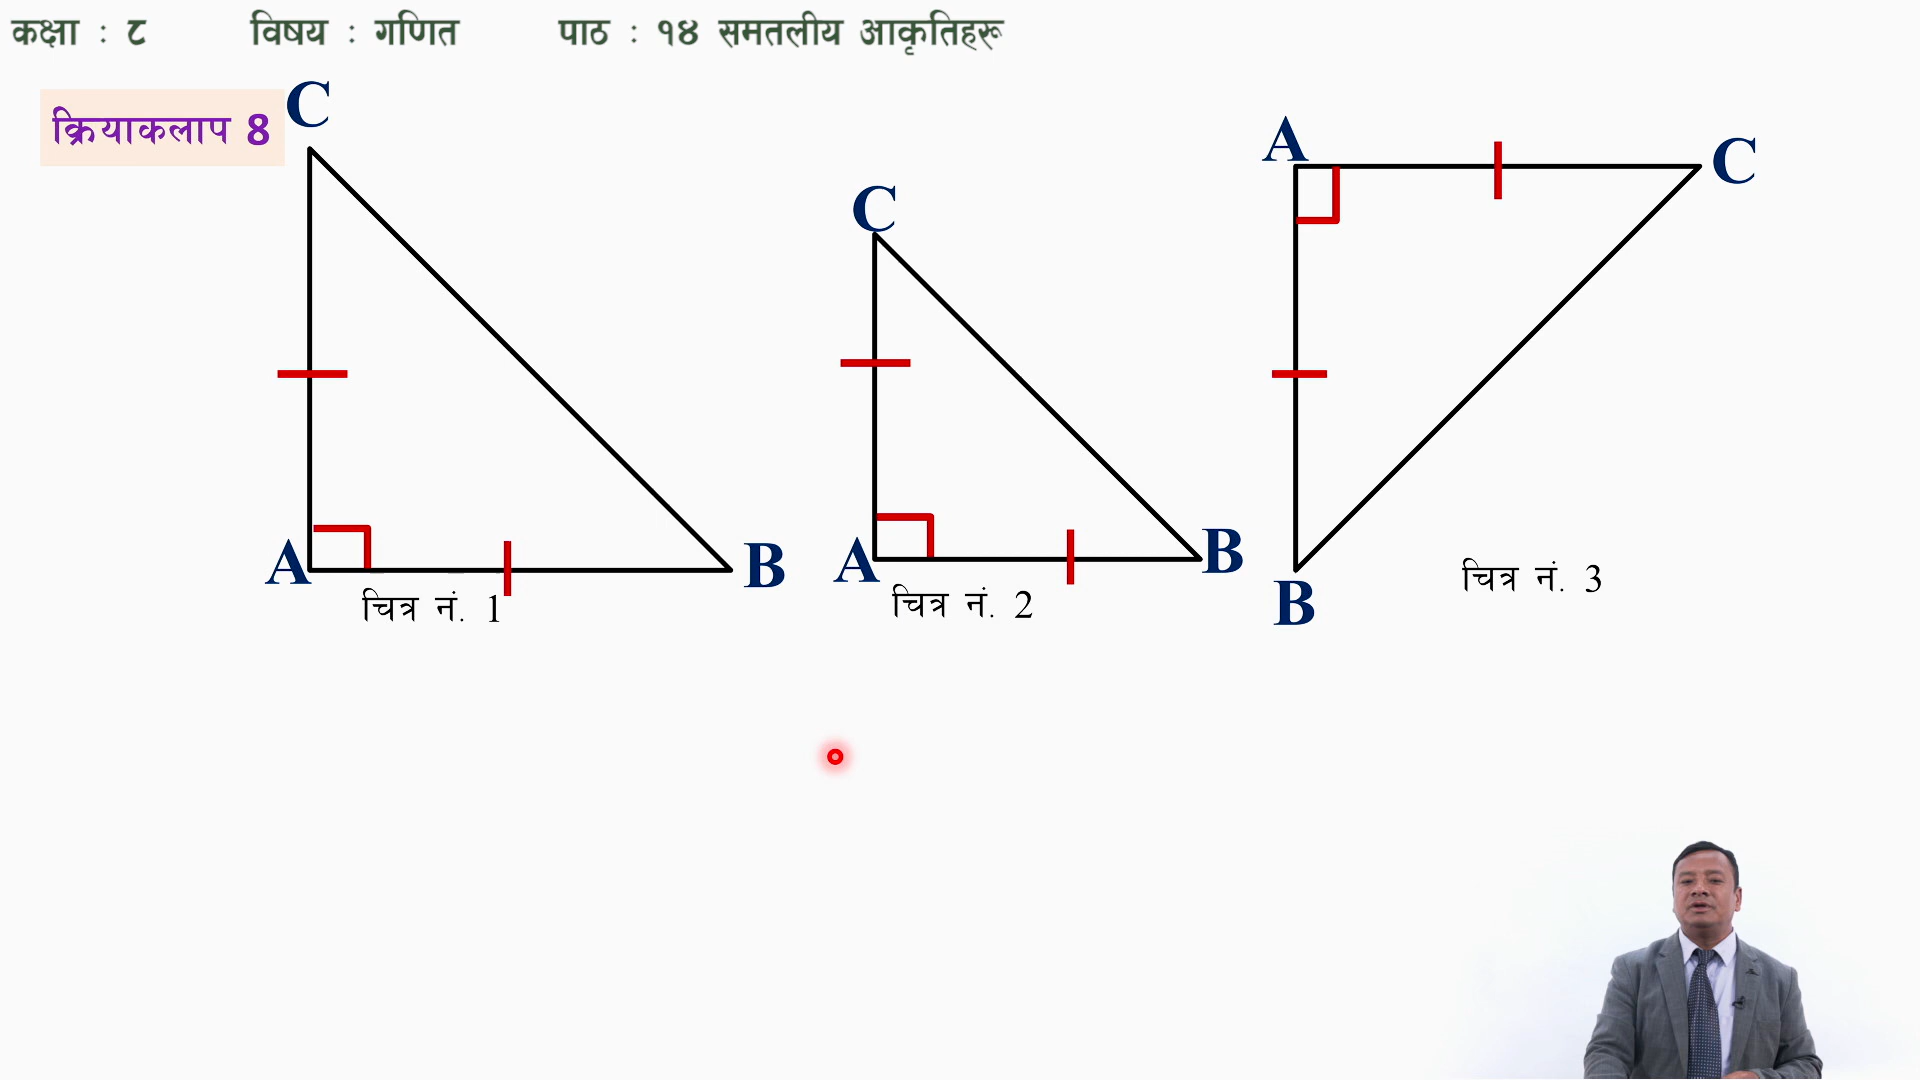 कक्षा : ८ विषय : गणित पाठ : १४ समतलीय आकृतिहरू
क्रियाकलाप 8
C
A
B
चित्र नं. 1
C
A
B
चित्र नं. 2
A
C
B
चित्र नं. 3